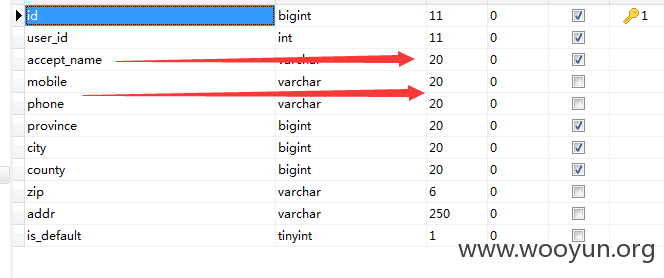 id bigint 11 0 1
user_id int 11 0
accept_name varchar 20 0
mobile varchar 20 0
phone varchar 20 0
province bigint 20 0
city bigint 20 0
county bigint 20 0
zip varchar 6 0
addr varchar 250 0
is_default tinyint 1 0
www.wooyun.org